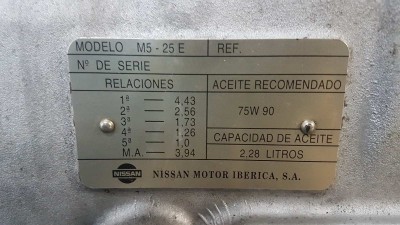 MODELO M5-25 E REF.
Nº DE SERIE
RELACIONES ACEITE RECOMENDADO
1ª — 4,43
2ª — 2,56
3ª — 1,73
4ª — 1,26
5ª — 1,0
M.A. — 3,94
75W 90
CAPACIDAD DE ACEITE
2.28 LITROS
NISSAN NISSAN MOTOR IBERICA, S.A.